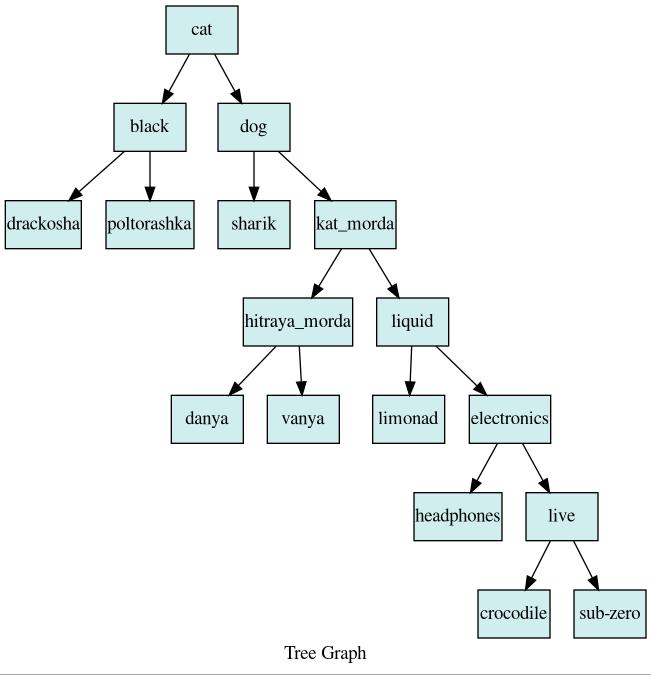 cat
black
dog
drackosha
poltorashka
sharik
kat_morda
hitraya_morda
liquid
danya
vanya
limonad
electronics
headphones
live
crocodile
sub-zero
Tree Graph